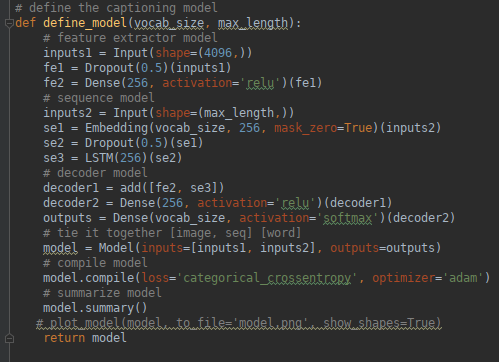 # define the captioning model
def define_model(vocab_size, max_length):
# feature extractor model
inputs1 = Input(shape=(4096,))
fe1 = Dropout(0.5)(inputs1)
fe2 = Dense(256, activation='relu')(fe1)
# sequence model
inputs2 = Input(shape=(max_length,))
se1 = Embedding(vocab_size, 256, mask_zero=True)(inputs2)
se2 = Dropout(0.5)(se1)
se3 = LSTM(256)(se2)
# decoder model
decoder1 = add([fe2, se3])
decoder2 = Dense(256, activation='relu')(decoder1)
outputs = Dense(vocab_size, activation='softmax')(decoder2)
# tie it together [image, seq] [word]
model = Model(inputs=[inputs1, inputs2], outputs=outputs)
# compile model
model.compile(loss='categorical_crossentropy', optimizer='adam')
# summarize model
model.summary()
# plot_model(model, to_file='model.png', show_shapes=True)
return model